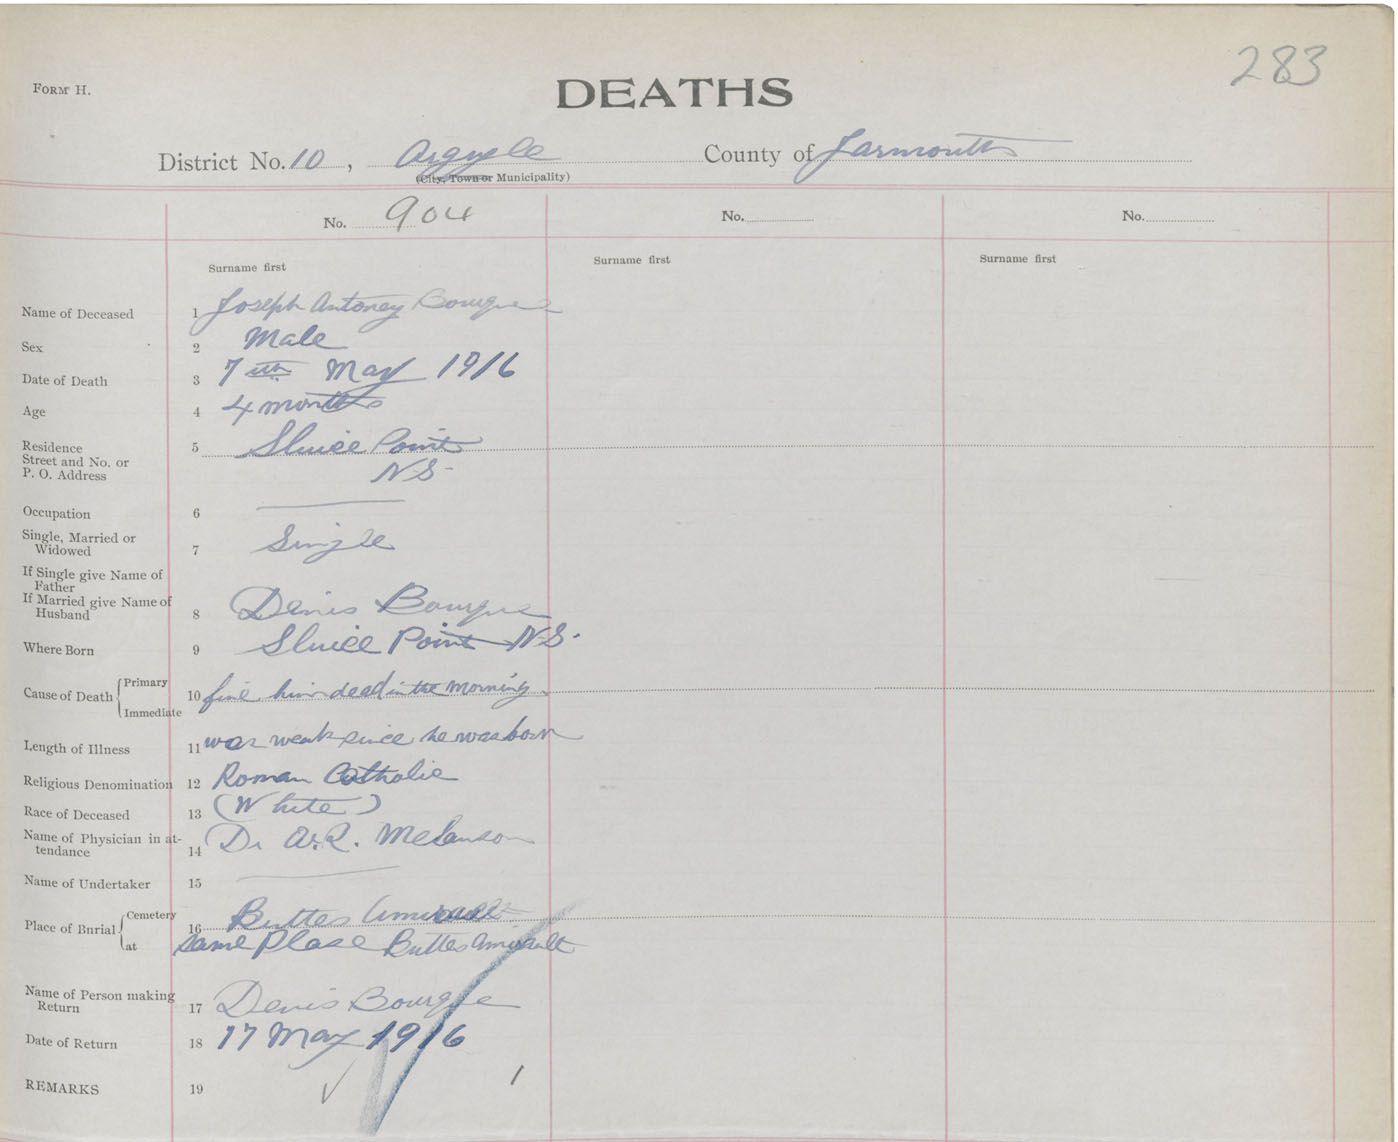 283
FORM H.
DEATHS
District No. 10, Argyle County of Yarmouth
(City, Town or Municipality)
No. 904 No. No.
Surname first Surname first Surname first
Name of Deceased 1 Joseph Antoney Bourque
Sex 2 Male
Date of Death 3 7th May 1916
Age 4 4 months
Residence 5 Sluice Point
Street and No. or
P. O. Address N-S-
Occupation 6
Single, Married or
Widowed 7 Single
If Single give Name of
Father
If Married give Name of
Husband 8 Denis Bourque
Where Born 9 Sluice Point N-S-
Cause of Death Primary
10 fine him dead in the morning
Immediate
Length of Illness 11 was weak since he was born
Religious Denomination 12 Roman Catholic
Race of Deceased 13 (White)
Name of Physician in at-
tendance 14 Dr A.R. Melanson
Name of Undertaker 15
Place of Burial Cemetery 16 Buttes Amirault
at same Place Buttes Amirault
Name of Person making
Return 17 Denis Bourque
Date of Return 18 17 May 1916
REMARKS 19